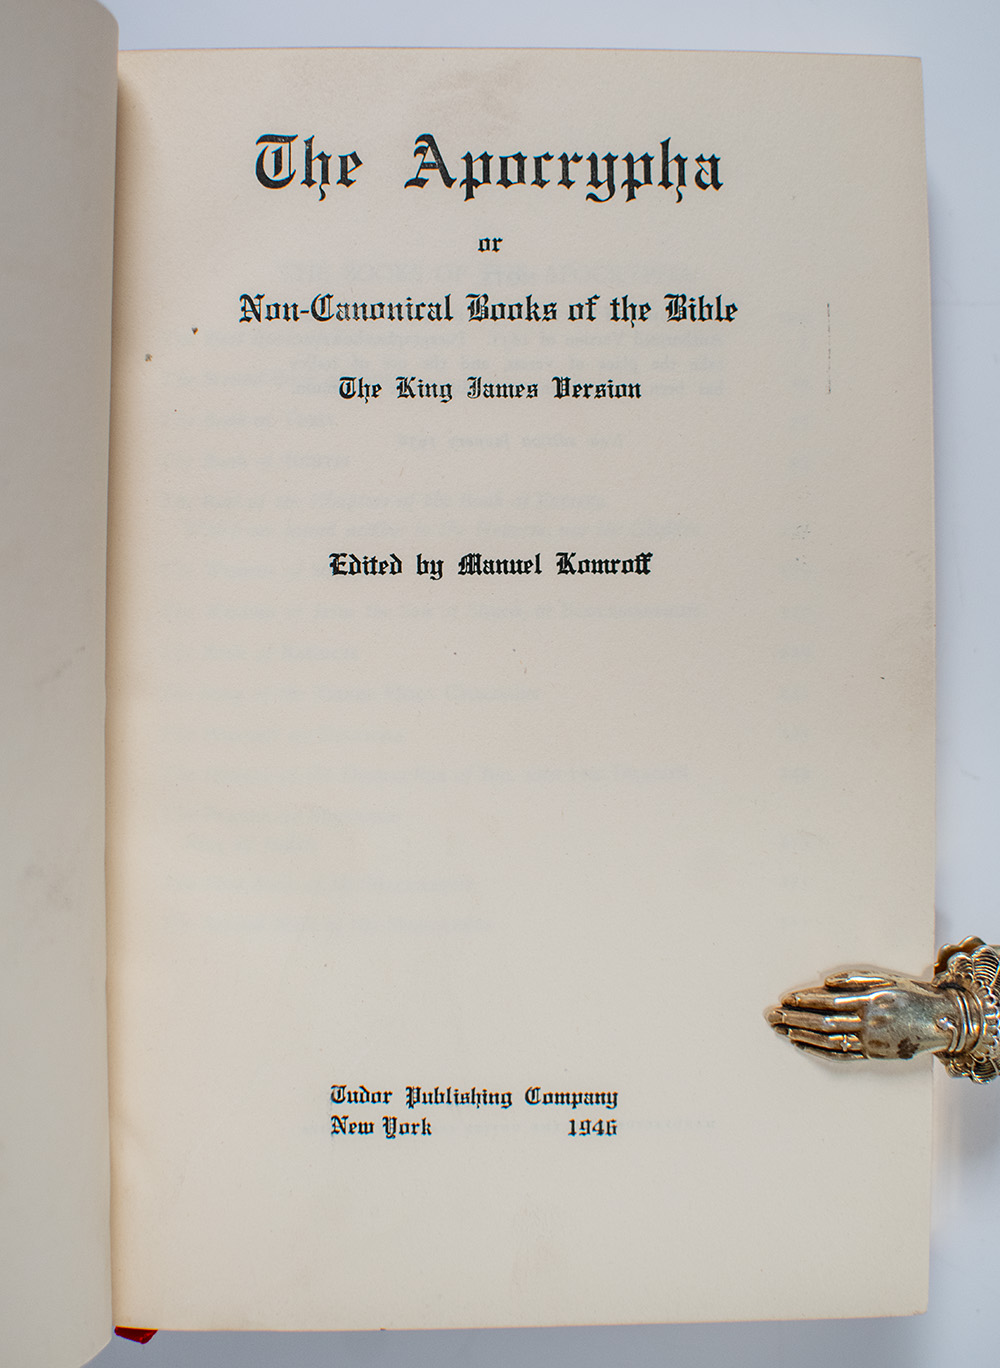 The Apocrypha
or
Non-Canonical Books of the Bible
The King James Version
Edited by Manuel Komroff
Tudor Publishing Company
New York 1946